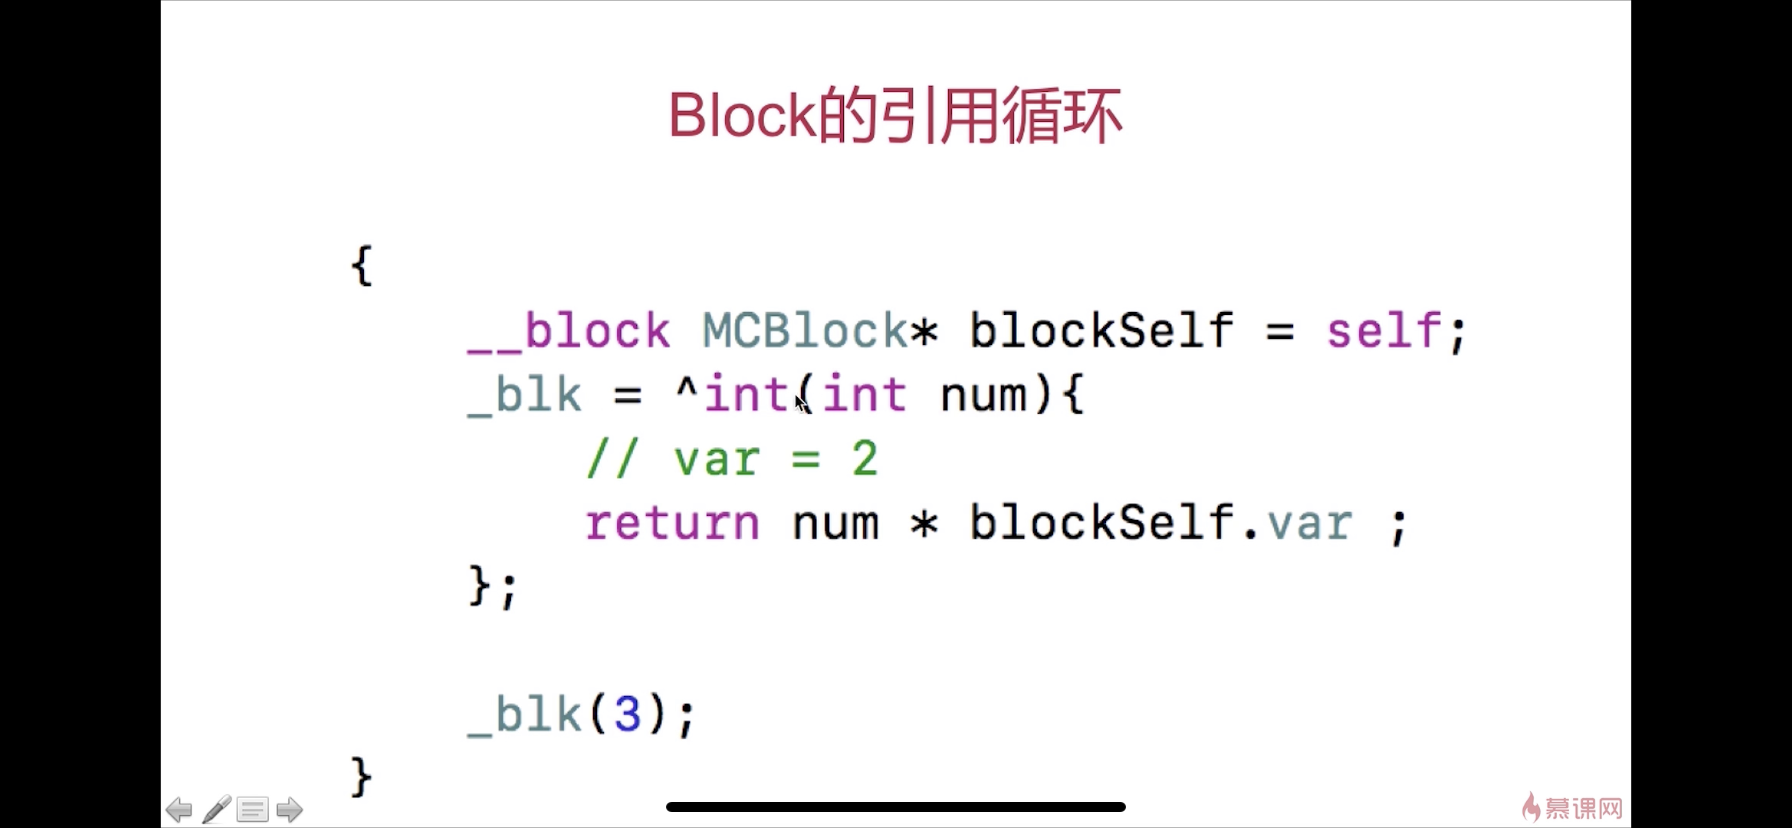 Block的引用循环
{
__block MCBlock* blockSelf = self;
_blk = ^int(int num){
// var = 2
return num * blockSelf.var ;
};
_blk(3);
}
慕课网